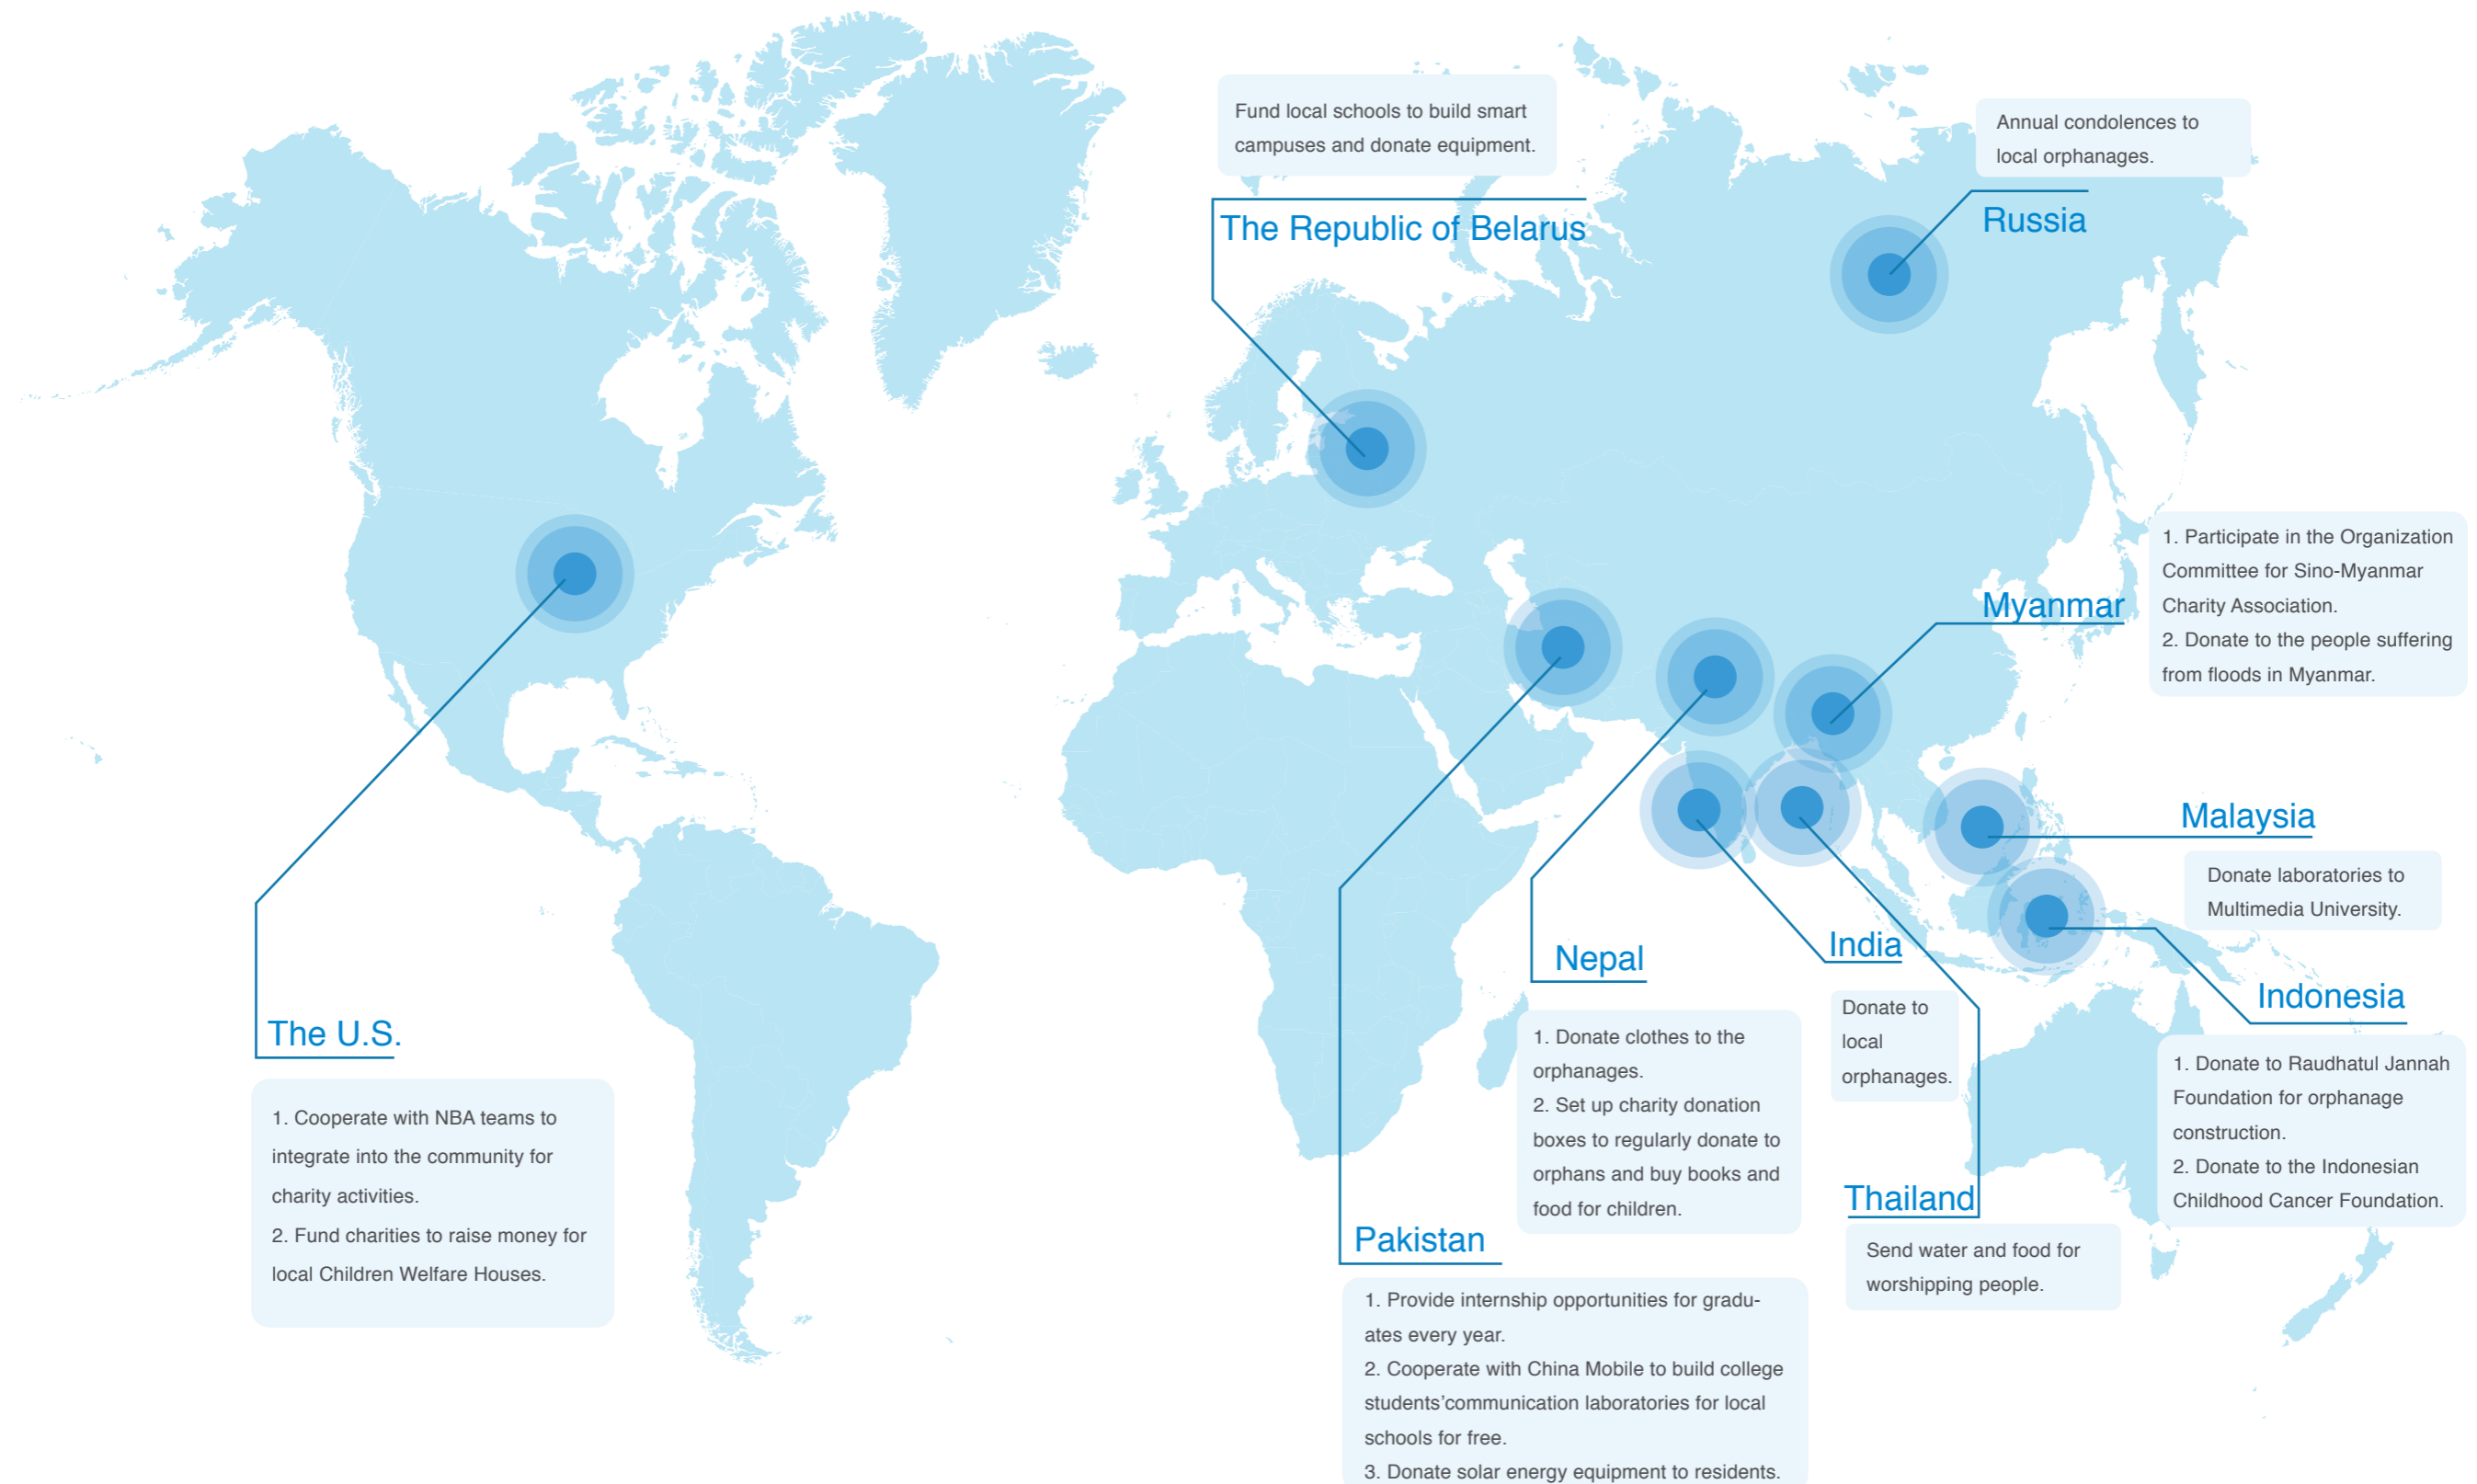 Fund local schools to build smart
campuses and donate equipment.
The Republic of Belarus
Annual condolences to
local orphanages.
Russia
1. Participate in the Organization
Committee for Sino-Myanmar
Charity Association.
2. Donate to the people suffering
from floods in Myanmar.
Myanmar
Malaysia
Donate laboratories to
Multimedia University.
Indonesia
1. Donate to Raudhatul Jannah
Foundation for orphanage
construction.
2. Donate to the Indonesian
Childhood Cancer Foundation.
India
Donate to
local
orphanages.
Nepal
1. Donate clothes to the
orphanages.
2. Set up charity donation
boxes to regularly donate to
orphans and buy books and
food for children.
The U.S.
1. Cooperate with NBA teams to
integrate into the community for
charity activities.
2. Fund charities to raise money for
local Children Welfare Houses.
Thailand
Send water and food for
worshipping people.
Pakistan
1. Provide internship opportunities for gradu-
ates every year.
2. Cooperate with China Mobile to build college
students'communication laboratories for local
schools for free.
3. Donate solar energy equipment to residents.